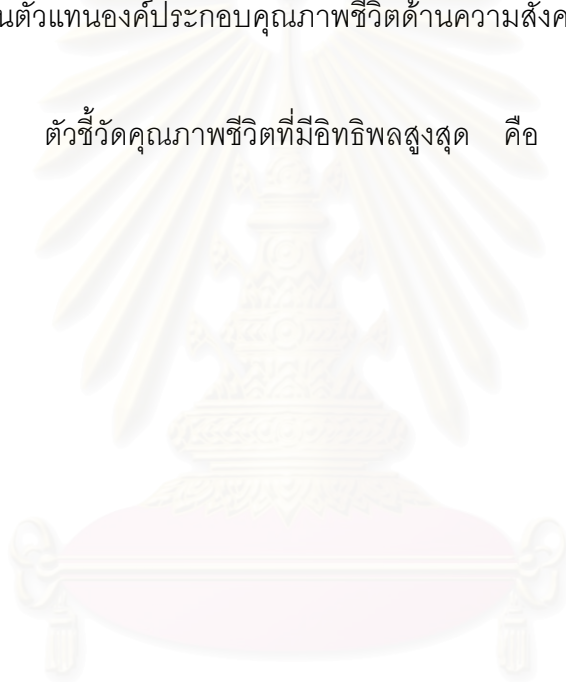 นตัวแทนองค์ประกอบคุณภาพชีวิตด้านความสังค
ตัวชี้วัดคุณภาพชีวิตที่มีอิทธิพลสูงสุด คือ